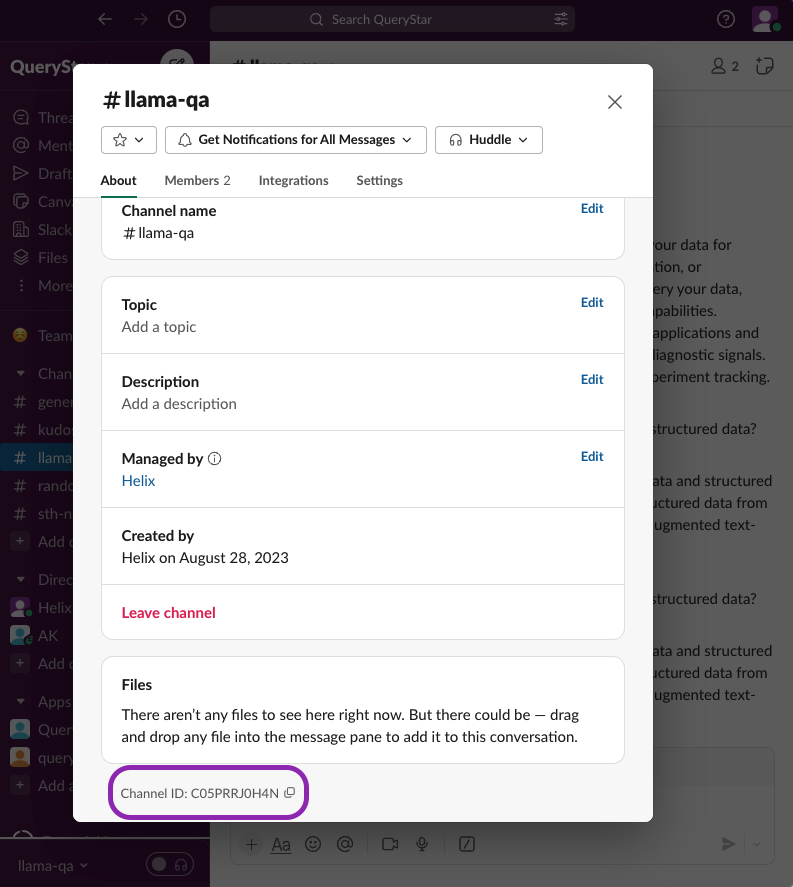 Search QueryStar
QuerySt
# llama-qa
2
Get Notifications for All Messages
Huddle
About
Members 2
Integrations
Settings
Channel name
Edit
# llama-qa
Topic
Edit
Add a topic
Description
Edit
Add a description
Managed by
Edit
Helix
Created by
Helix on August 28, 2023
Leave channel
Files
There aren't any files to see here right now. But there could be — drag
and drop any file into the message pane to add it to this conversation.
Channel ID: C05PRRJ0H4N
Threa
Ment
Draft
Canv
Slack
Files
More
Team
Chan
# gener
# kudos
# llama
# rando
# sth-n
+ Add c
Direc
Helix
AK
+ Add c
Apps
Quer
query
+ Add a
llama-qa
your data for
tion, or
ery your data,
pabilities.
applications and
diagnostic signals.
periment tracking.
structured data?
ata and structured
uctured data from
ugmented text-
structured data?
ata and structured
uctured data from
ugmented text-
Aa